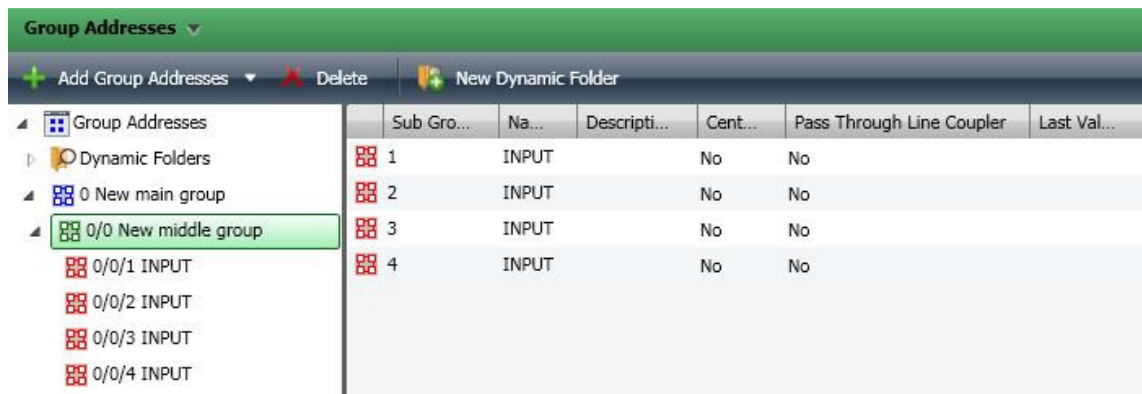 Group Addresses
Add Group Addresses Delete New Dynamic Folder
Group Addresses
Dynamic Folders
0 New main group
0/0 New middle group
0/0/1 INPUT
0/0/2 INPUT
0/0/3 INPUT
0/0/4 INPUT
Sub Gro... Na... Descripti... Cent... Pass Through Line Coupler Last Val...
1 INPUT No No
2 INPUT No No
3 INPUT No No
4 INPUT No No